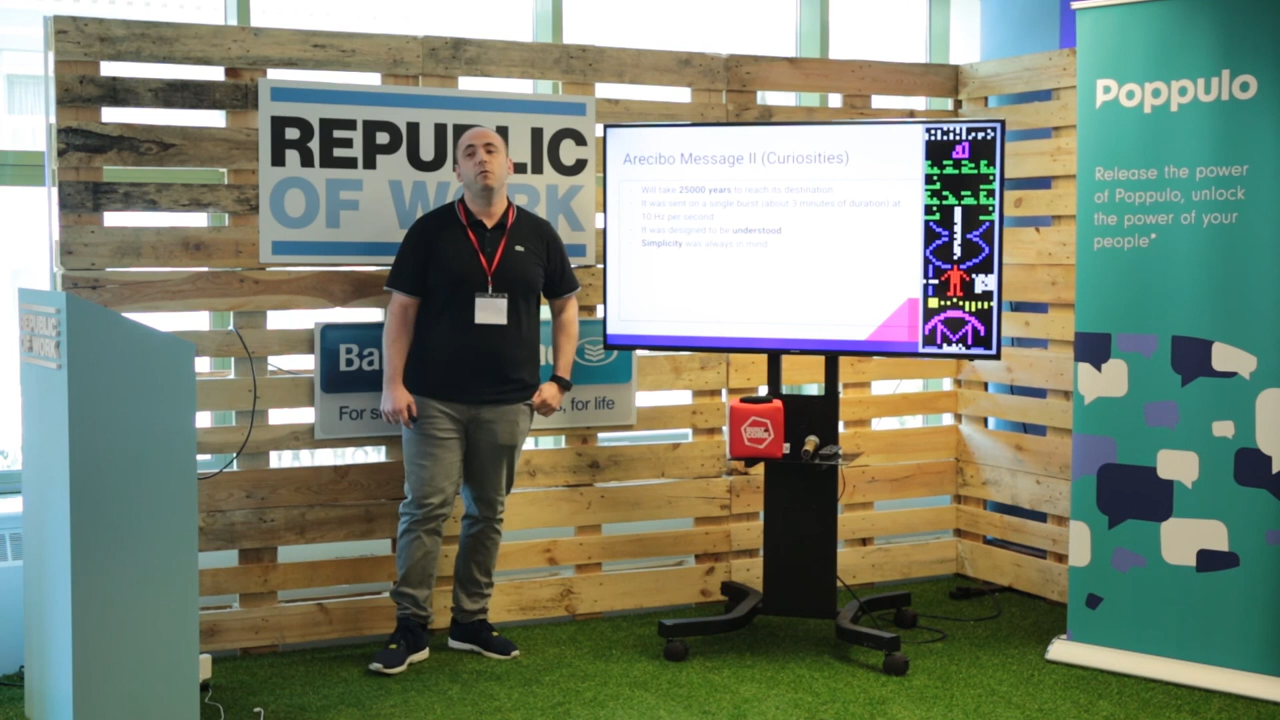 REPUBLIC
OF WORK
REPUBLIC
OF WORK
Ba
For s
, for life
Arecibo Message II (Curiosities)
Will take 25000 years to reach its destination
It was sent on a single burst (about 3 minutes of duration) at
10 Hz per second
It was designed to be understood
Simplicity was always in mind
BUILT
CORK
Poppulo
Release the power
of Poppulo, unlock
the power of your
people*